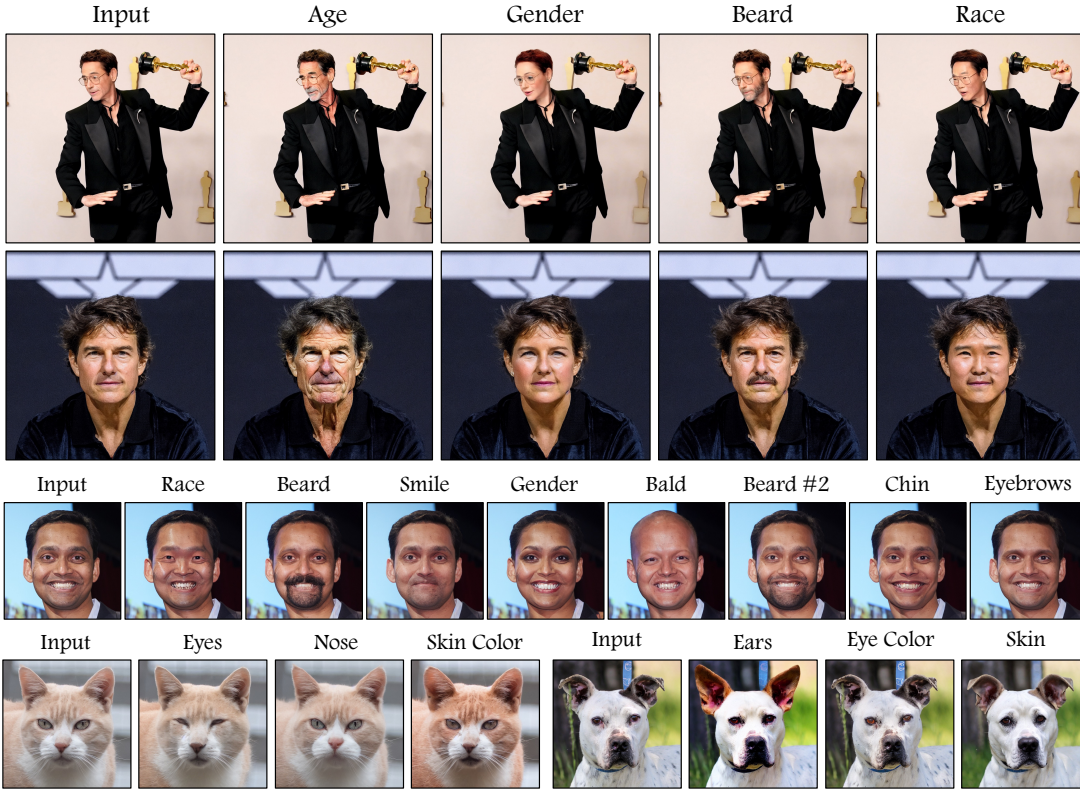 Input Age Gender Beard Race
Input Race Beard Smile Gender Bald Beard #2 Chin Eyebrows
Input Eyes Nose Skin Color Input Ears Eye Color Skin